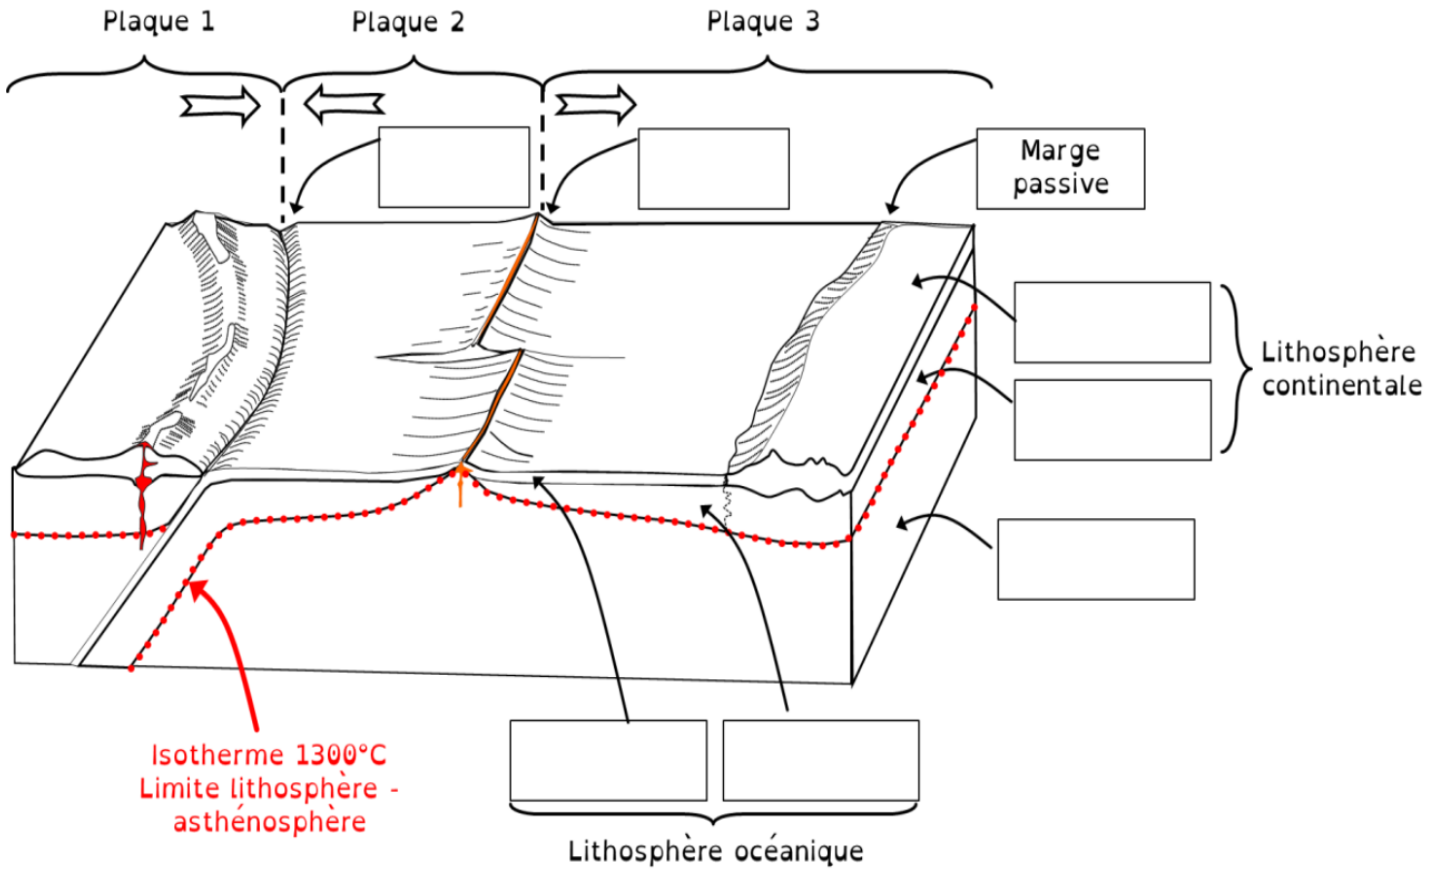 Plaque 1
Plaque 2
Plaque 3
Marge
passive
Lithosphère
continentale
Isotherme 1300°C
Limite lithosphère -
asthénosphère
Lithosphère océanique